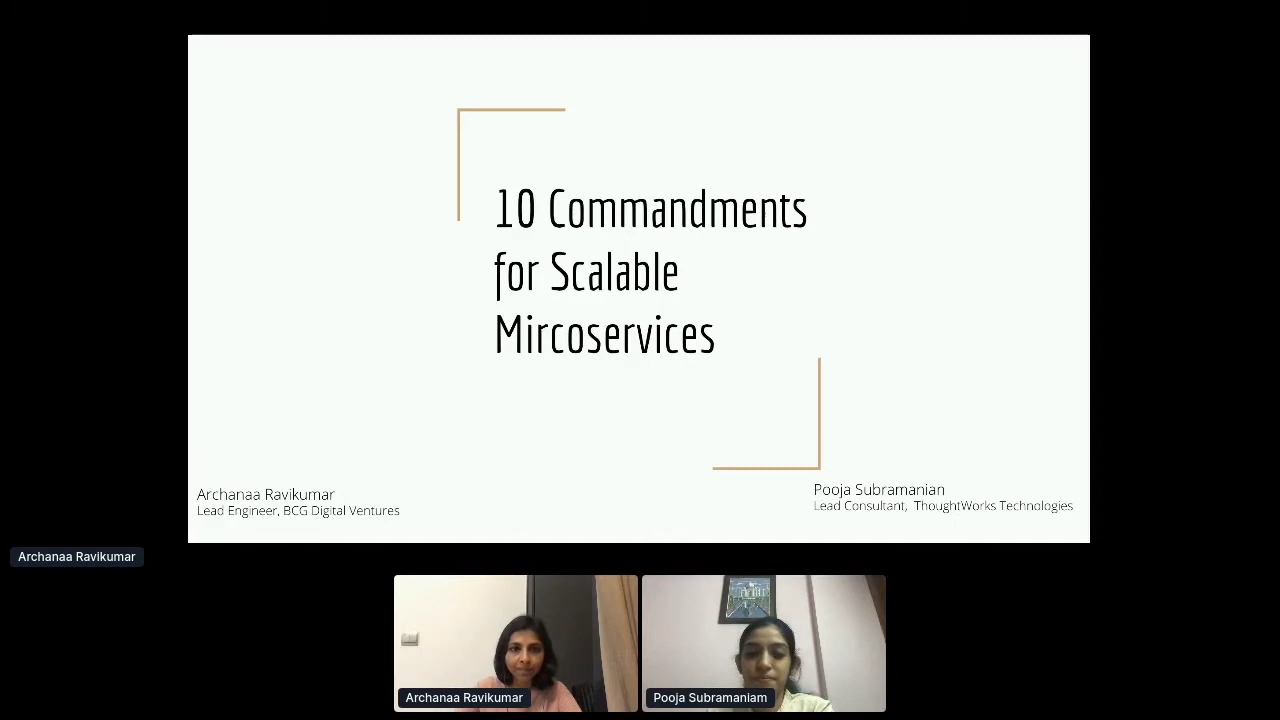 10 Commandments
for Scalable
Mircoservices
Archanaa Ravikumar
Lead Engineer, BCG Digital Ventures
Pooja Subramanian
Lead Consultant, ThoughtWorks Technologies
Archanaa Ravikumar
Archanaa Ravikumar
Pooja Subramaniam